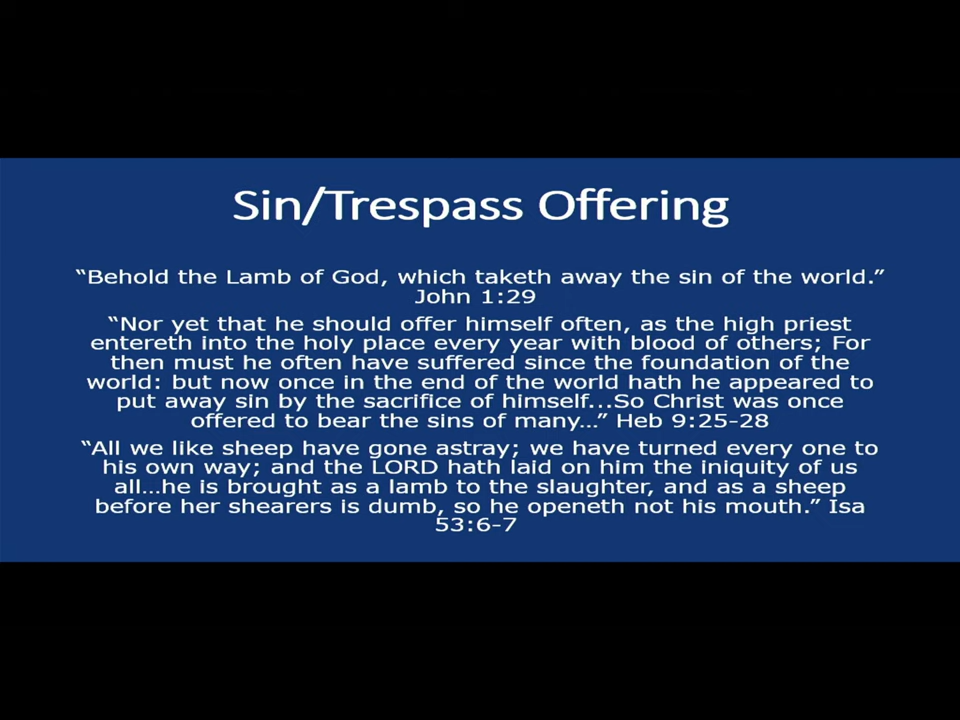 Sin/Trespass Offering
“Behold the Lamb of God, which taketh away the sin of the world.”
John 1:29
“Nor yet that he should offer himself often, as the high priest
entereth into the holy place every year with blood of others; For
then must he often have suffered since the foundation of the
world: but now once in the end of the world hath he appeared to
put away sin by the sacrifice of himself...So Christ was once
offered to bear the sins of many…” Heb 9:25-28
“All we like sheep have gone astray; we have turned every one to
his own way; and the LORD hath laid on him the iniquity of us
all…he is brought as a lamb to the slaughter, and as a sheep
before her shearers is dumb, so he openeth not his mouth.” Isa
53:6-7